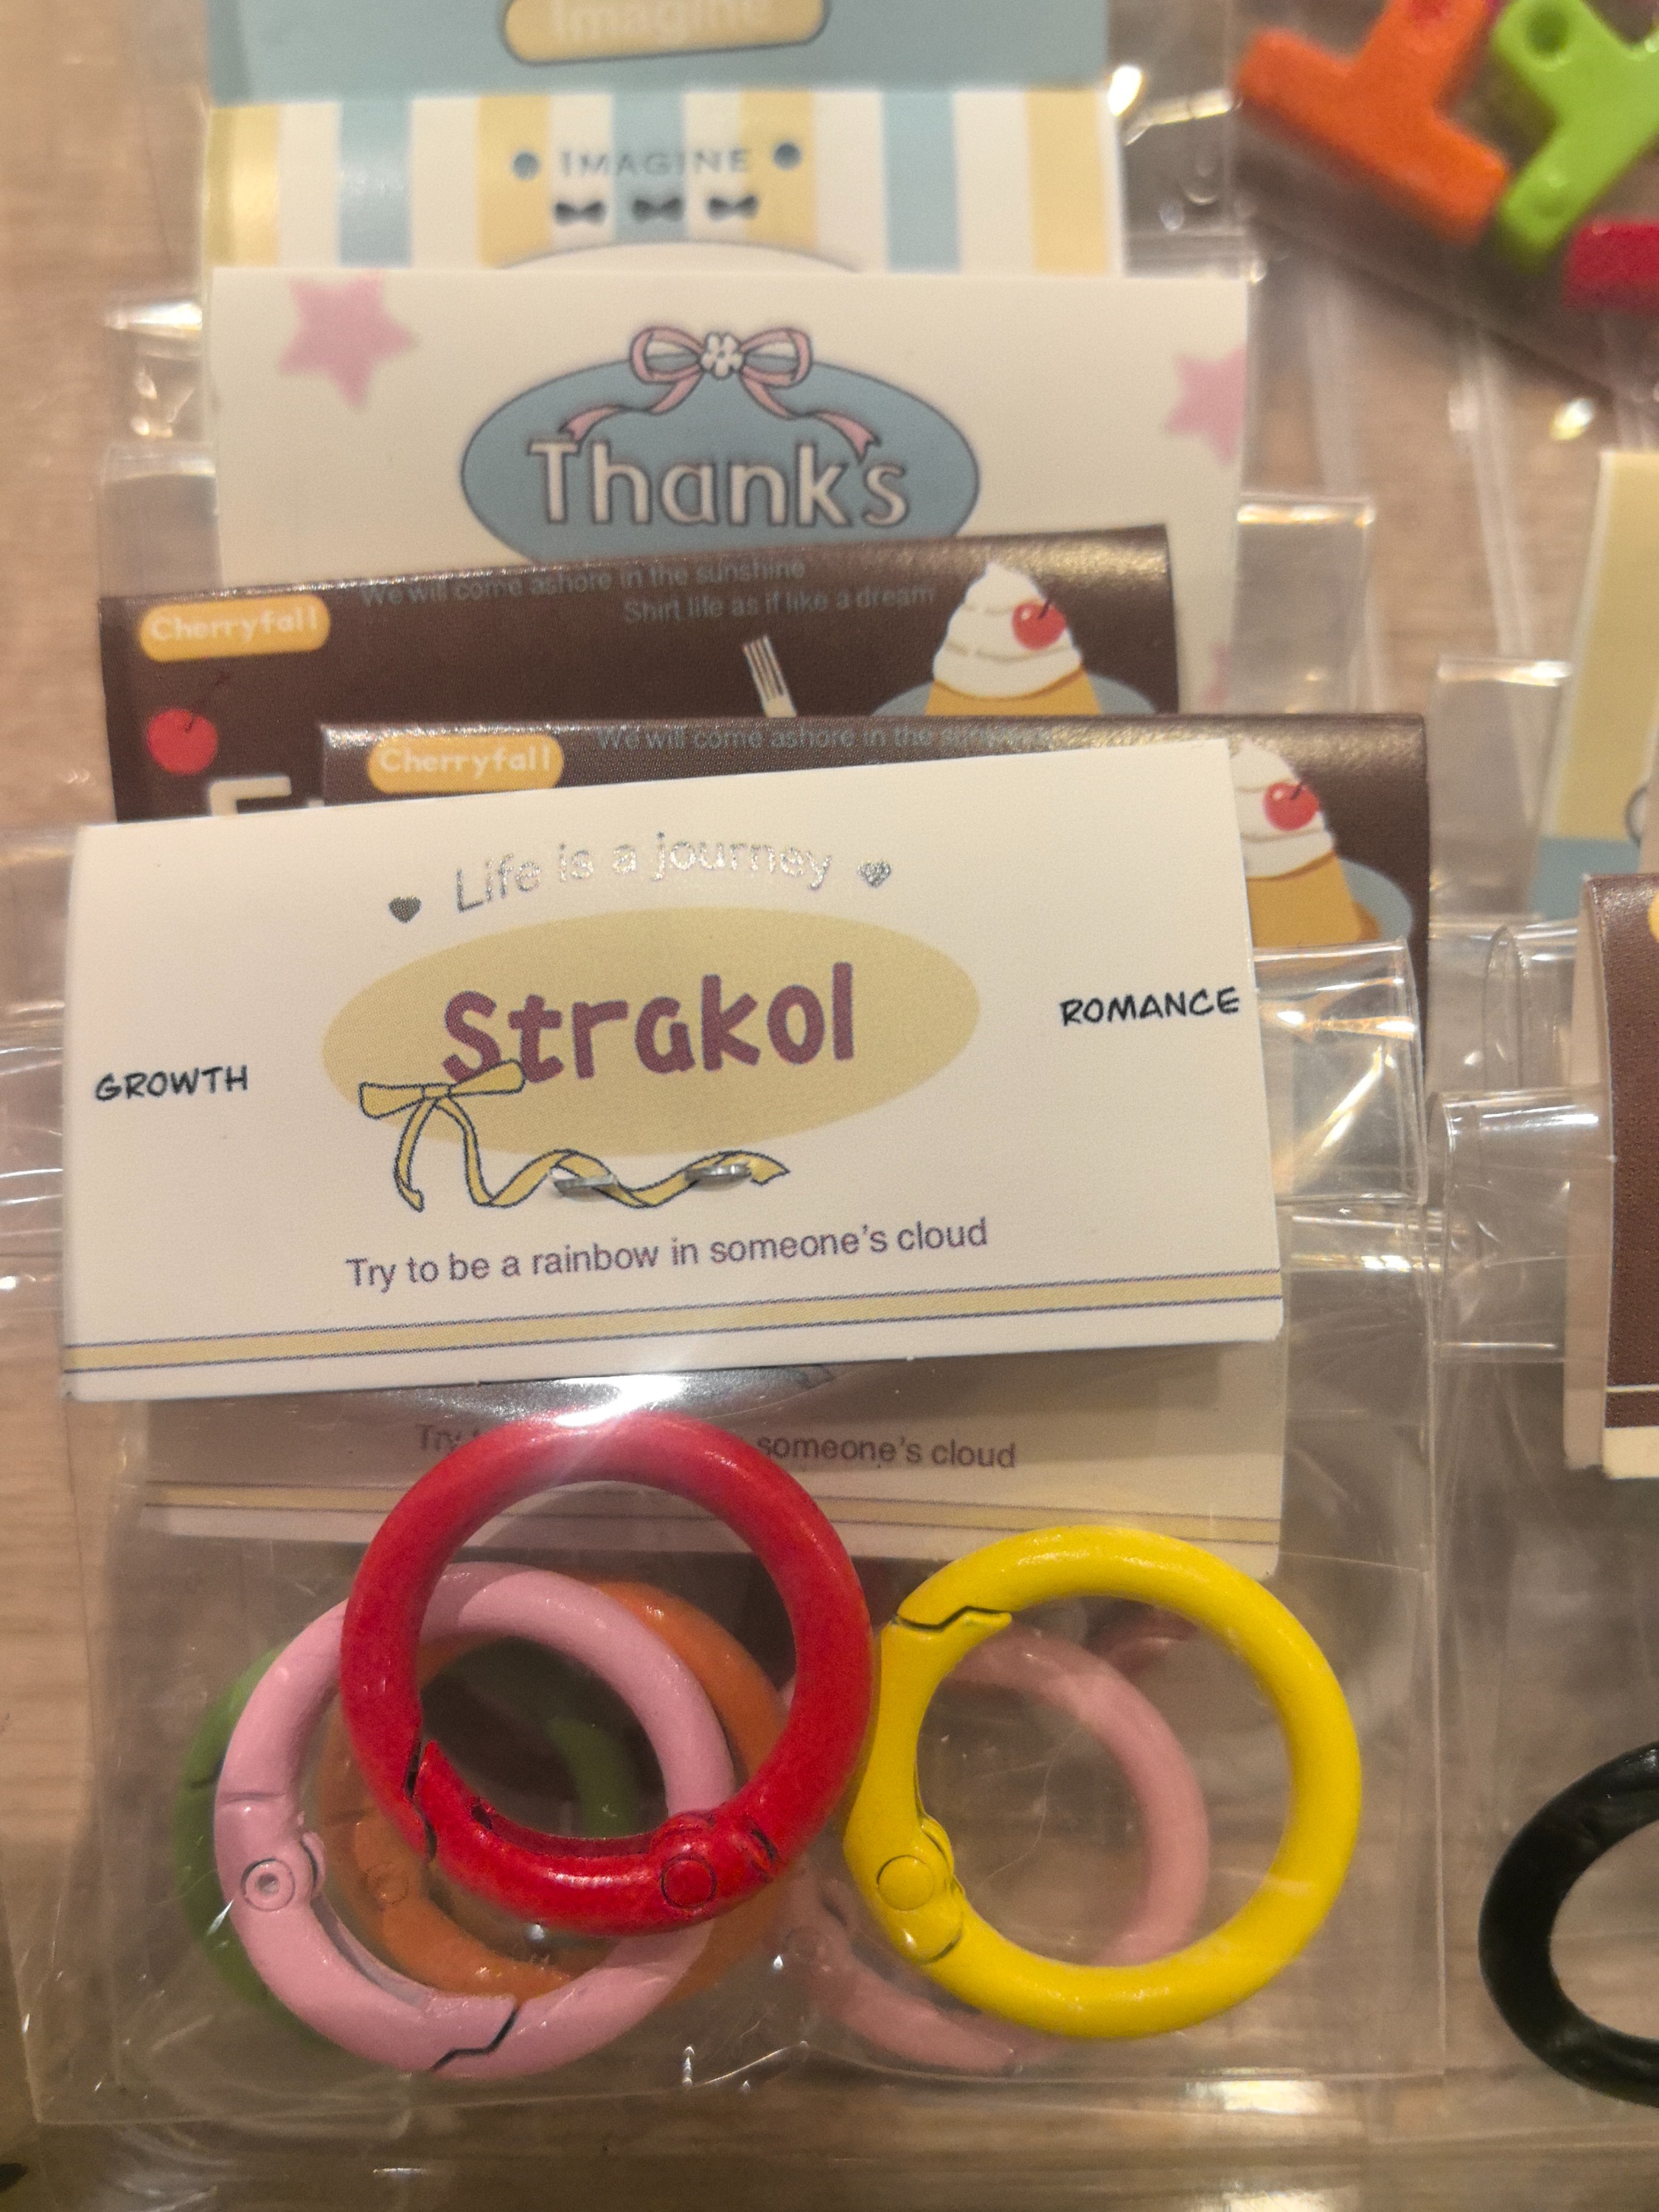 Imagine
IMAGINE
Thank's
Cherryfall
We will come ashore in the sunshine
Shirt life as if like a dream
Cherryfall
We will come ashore in the
Life is a journey
Strakol
GROWTH
ROMANCE
Try to be a rainbow in someone's cloud
Try
someone's cloud